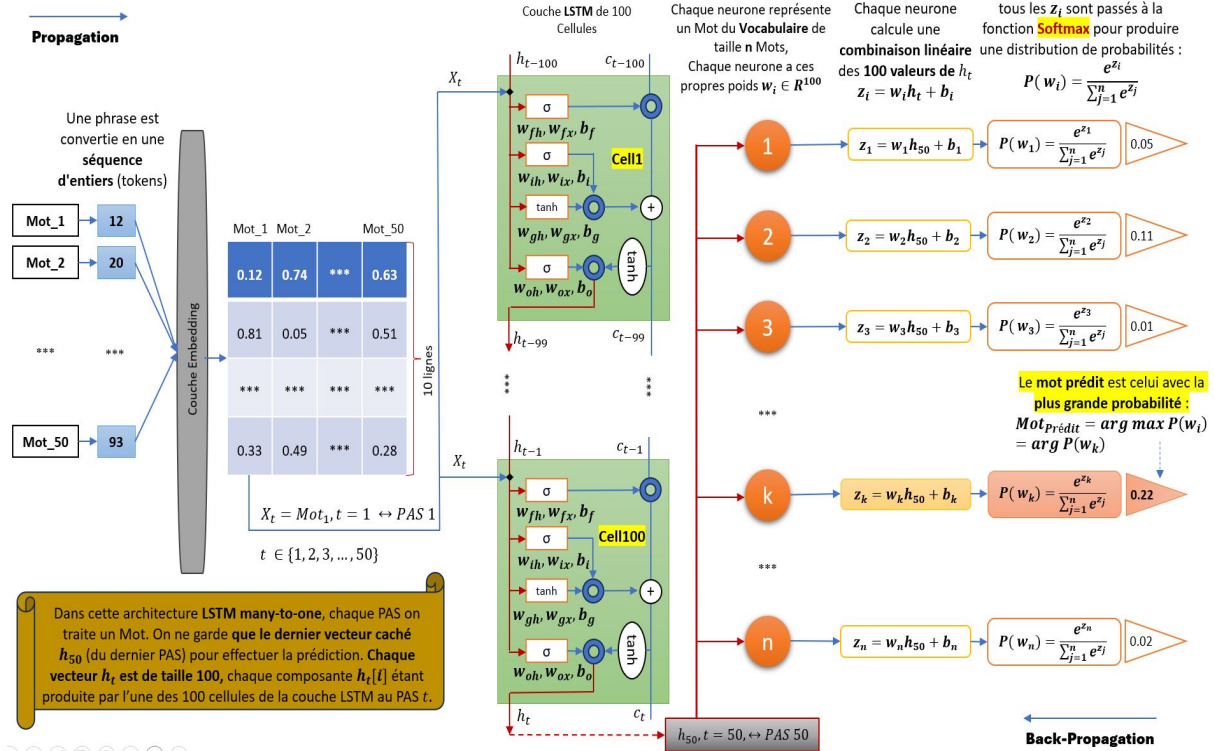 Propagation
Une phrase est
convertie en une
séquence
d'entiers (tokens)
Mot_1
12
Mot_2
20
***
***
Mot_50
93
Couche Embedding
Mot_1 Mot_2 Mot_50
0.12 0.74 *** 0.63
0.81 0.05 *** 0.51
*** *** *** ***
0.33 0.49 *** 0.28
10 lignes
X_t = Mot_1, t = 1 ↔ PAS 1
t ∈ {1, 2, 3, ..., 50}
Dans cette architecture LSTM many-to-one, chaque PAS on
traite un Mot. On ne garde que le dernier vecteur caché
h_50 (du dernier PAS) pour effectuer la prédiction. Chaque
vecteur h_t est de taille 100, chaque composante h_t[i] étant
produite par l'une des 100 cellules de la couche LSTM au PAS t.
Couche LSTM de 100
Cellules
h_{t-100} c_{t-100}
X_t
σ
w_fh, w_fx, b_f
Cell1
σ
w_ih, w_ix, b_i
tanh
+
w_gh, w_gx, b_g
σ
tanh
w_oh, w_ox, b_o
h_{t-99} c_{t-99}
*** ***
h_{t-1} c_{t-1}
X_t
σ
w_fh, w_fx, b_f
Cell100
σ
w_ih, w_ix, b_i
tanh
+
w_gh, w_gx, b_g
σ
tanh
w_oh, w_ox, b_o
h_t c_t
h_50, t = 50, ↔ PAS 50
Chaque neurone représente
un Mot du Vocabulaire de
taille n Mots,
Chaque neurone a ces
propres poids w_i ∈ R^100
Chaque neurone
calcule une
combinaison linéaire
des 100 valeurs de h_t
z_i = w_i h_t + b_i
tous les z_i sont passés à la
fonction Softmax pour produire
une distribution de probabilités :
P(w_i) = e^{z_i} / ∑_{j=1}^n e^{z_j}
1
z_1 = w_1 h_50 + b_1
P(w_1) = e^{z_1} / ∑_{j=1}^n e^{z_j}
0.05
2
z_2 = w_2 h_50 + b_2
P(w_2) = e^{z_2} / ∑_{j=1}^n e^{z_j}
0.11
3
z_3 = w_3 h_50 + b_3
P(w_3) = e^{z_3} / ∑_{j=1}^n e^{z_j}
0.01
***
Le mot prédit est celui avec la
plus grande probabilité :
Mot_Prédit = arg max P(w_i)
= arg P(w_k)
k
z_k = w_k h_50 + b_k
P(w_k) = e^{z_k} / ∑_{j=1}^n e^{z_j}
0.22
***
n
z_n = w_n h_50 + b_n
P(w_n) = e^{z_n} / ∑_{j=1}^n e^{z_j}
0.02
Back-Propagation